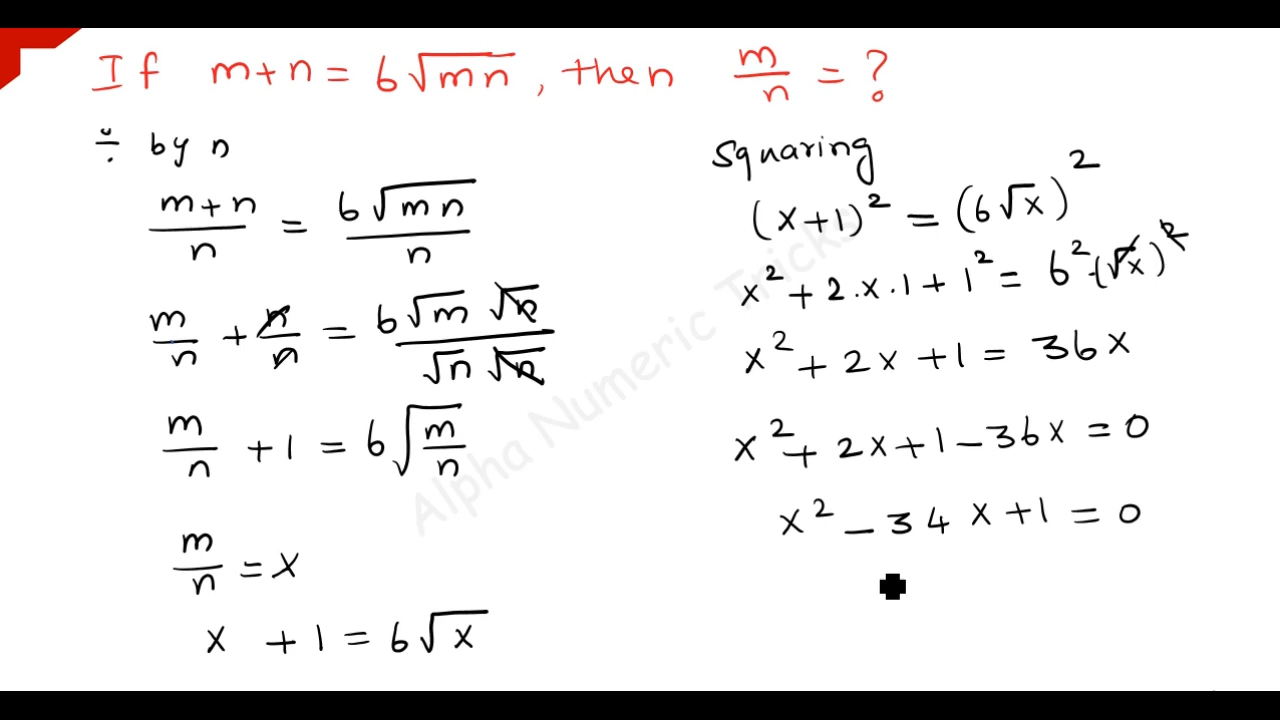 If m+n = 6√mn, then m/n = ?
÷ by n
m+n/n = 6√mn/n
m/n + n/n = 6√m √n/√n √n
m/n + 1 = 6√m/n
m/n = x
x + 1 = 6√x
Squaring
(x+1)² = (6√x)²
x² + 2.x.1 + 1² = 6² · (√x)²
x² + 2x + 1 = 36x
x² + 2x + 1 – 36x = 0
x² – 34x + 1 = 0
Alpha Numeric Tricks